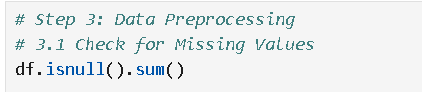 # Step 3: Data Preprocessing
# 3.1 Check for Missing Values
df.isnull().sum()